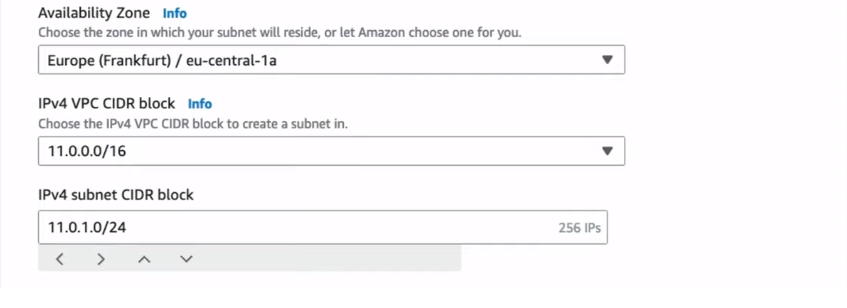 Availability Zone Info
Choose the zone in which your subnet will reside, or let Amazon choose one for you.
Europe (Frankfurt) / eu-central-1a
IPv4 VPC CIDR block Info
Choose the IPv4 VPC CIDR block to create a subnet in.
11.0.0.0/16
IPv4 subnet CIDR block
11.0.1.0/24 256 IPs